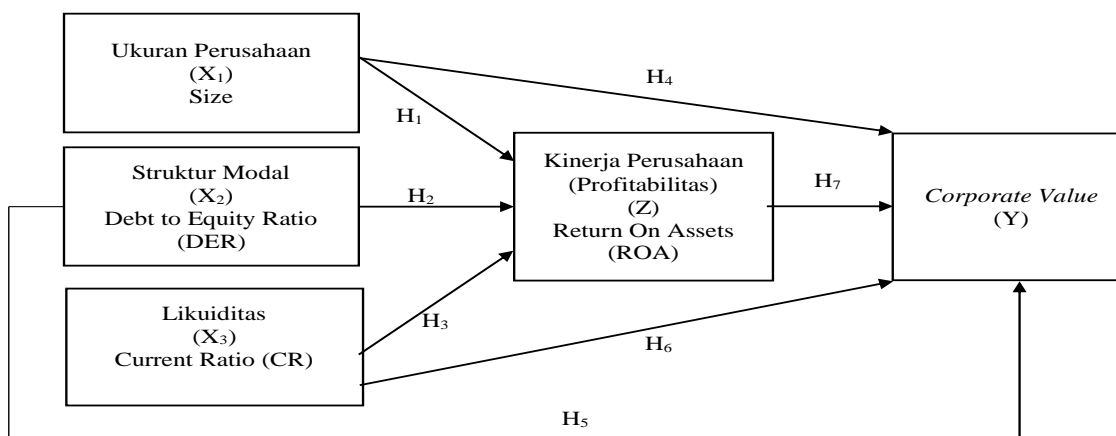 Ukuran Perusahaan
(X₁)
Size
H₄
H₁
Struktur Modal
(X₂)
Debt to Equity Ratio
(DER)
H₂
Kinerja Perusahaan
(Profitabilitas)
(Z)
Return On Assets
(ROA)
H₇
Corporate Value
(Y)
Likuiditas
(X₃)
Current Ratio (CR)
H₃
H₆
H₅